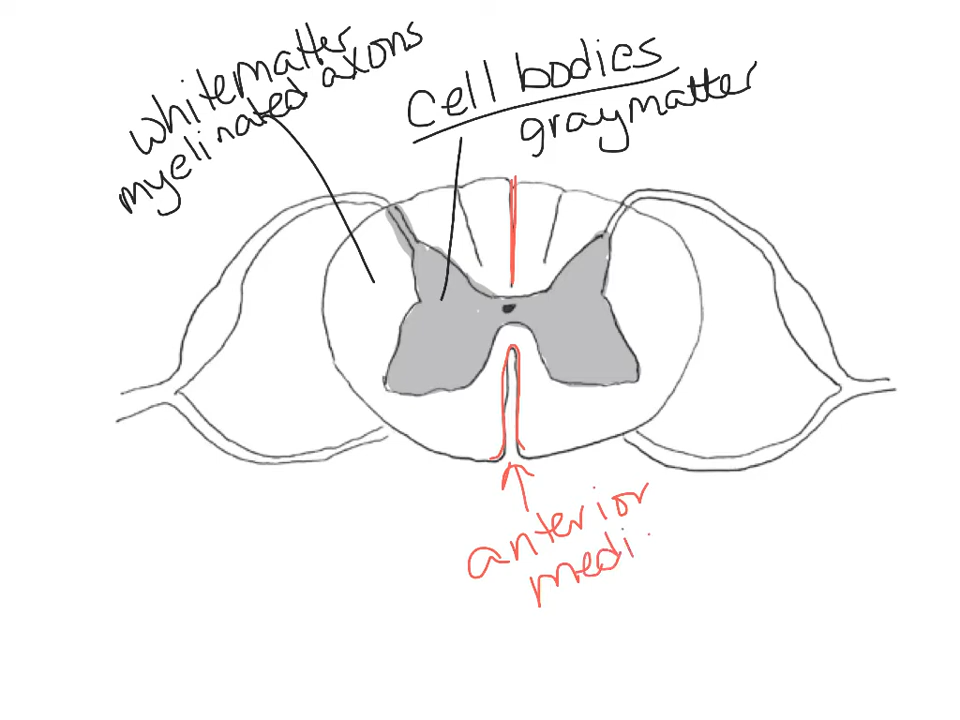 whitematter
myelinated axons
Cell bodies
graymatter
anterior
medi